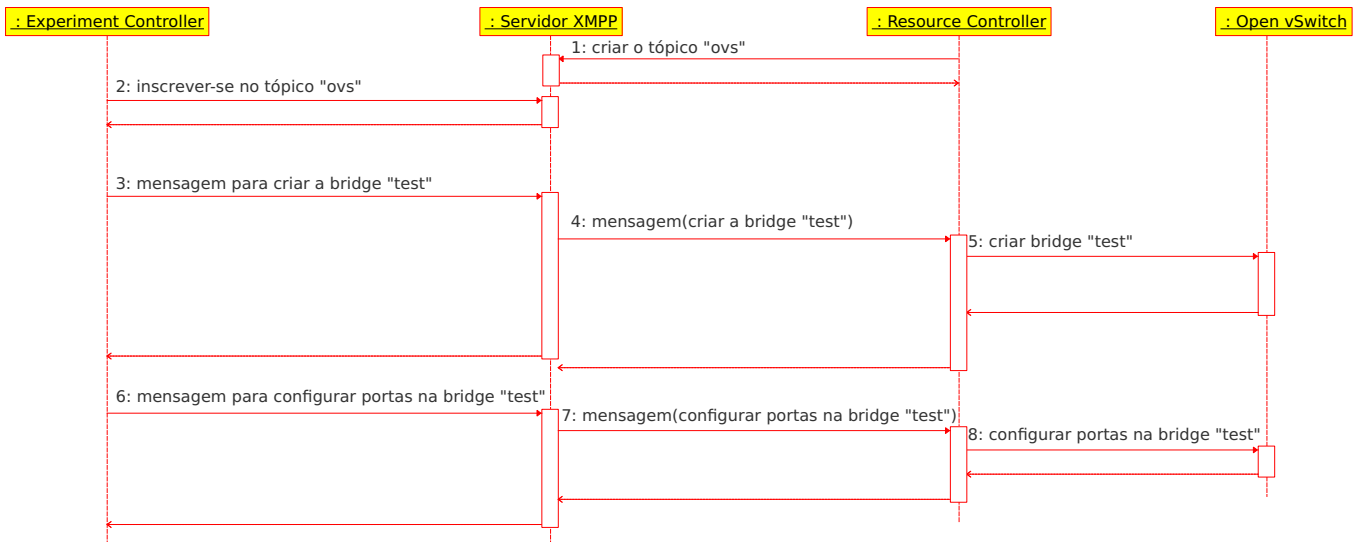 : Experiment Controller
: Servidor XMPP
: Resource Controller
: Open vSwitch
1: criar o tópico "ovs"
2: inscrever-se no tópico "ovs"
3: mensagem para criar a bridge "test"
4: mensagem(criar a bridge "test")
5: criar bridge "test"
6: mensagem para configurar portas na bridge "test"
7: mensagem(configurar portas na bridge "test")
8: configurar portas na bridge "test"